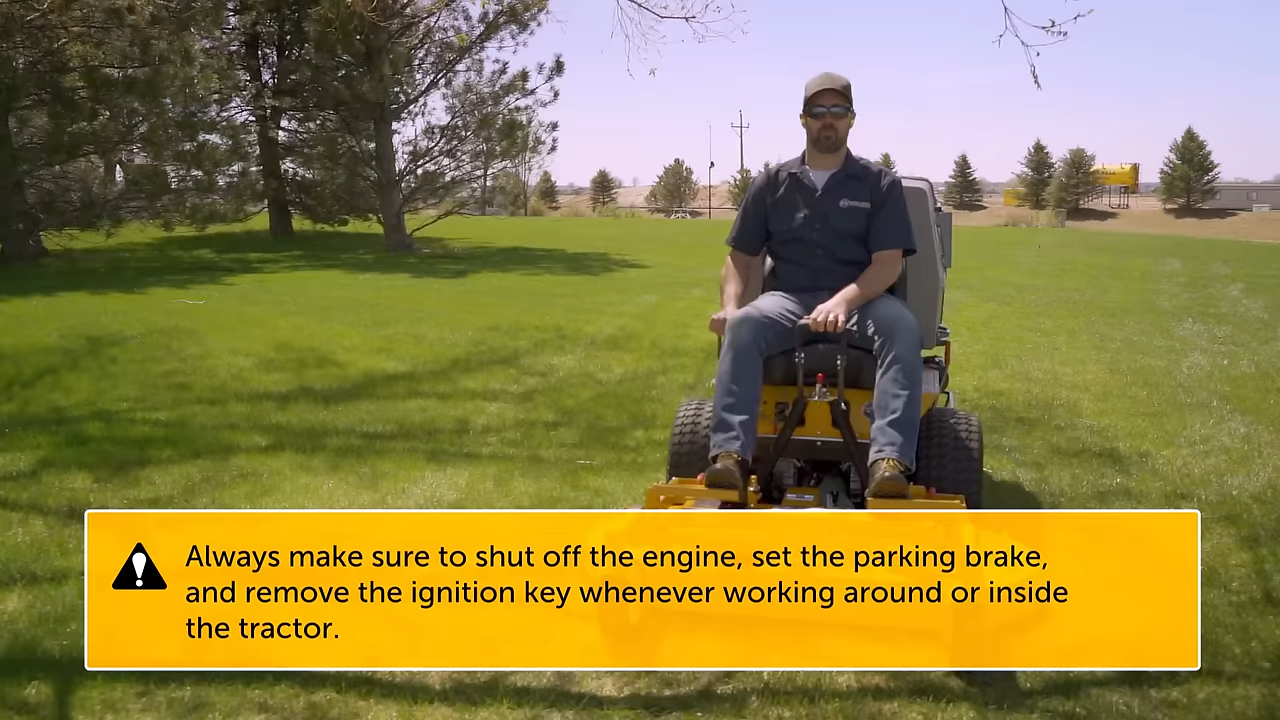 Always make sure to shut off the engine, set the parking brake,
and remove the ignition key whenever working around or inside
the tractor.